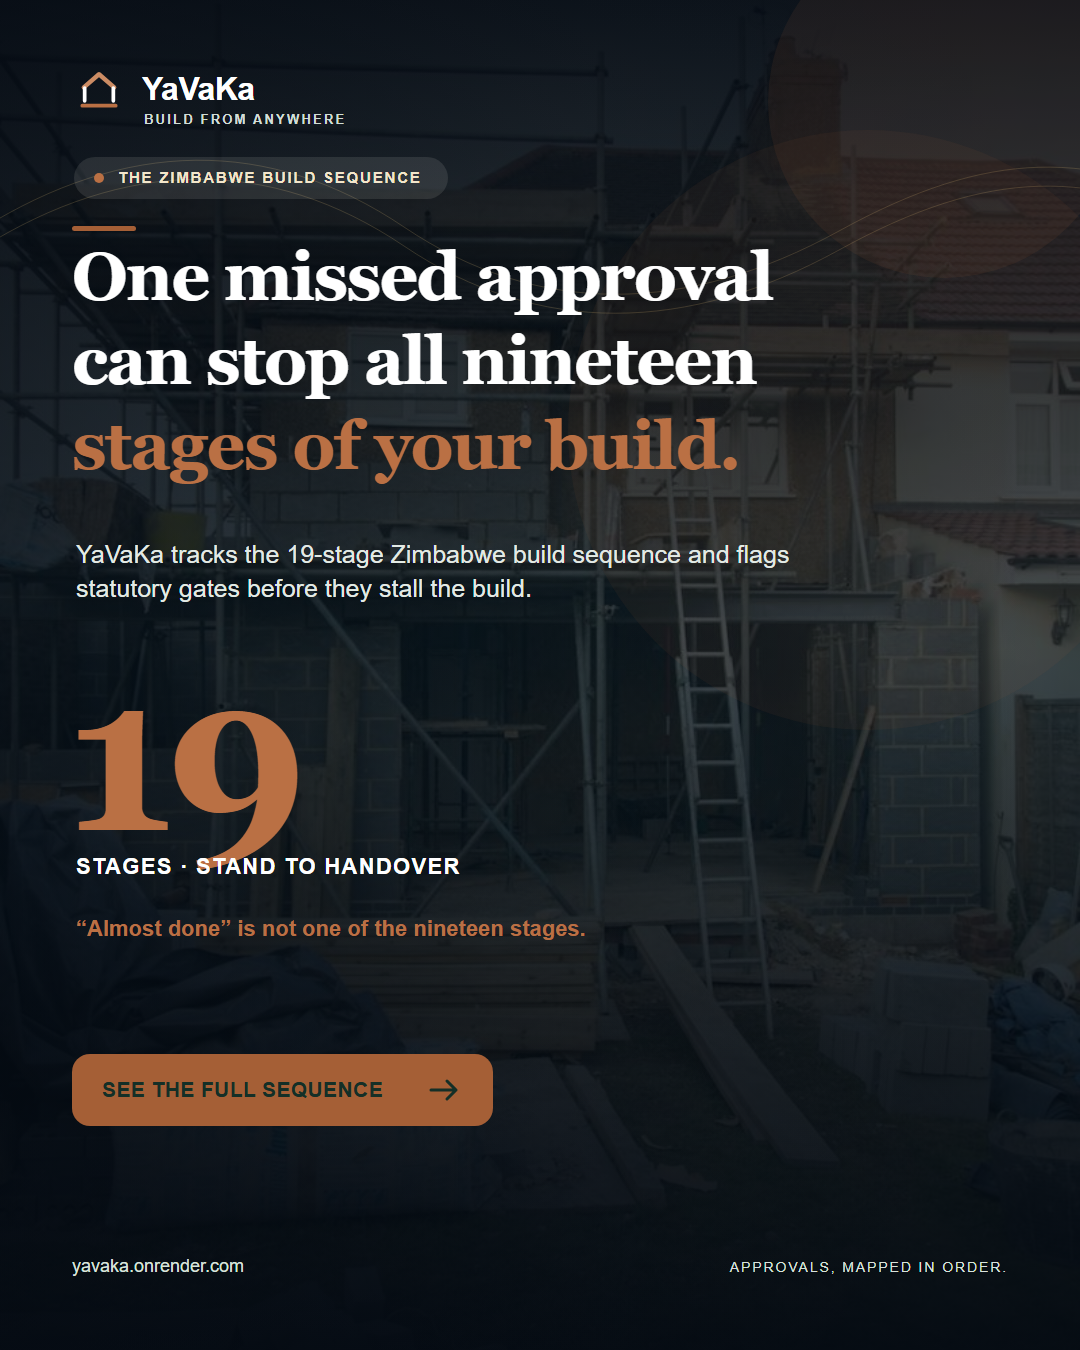 YaVaKa
BUILD FROM ANYWHERE
THE ZIMBABWE BUILD SEQUENCE
One missed approval
can stop all nineteen
stages of your build.
YaVaKa tracks the 19-stage Zimbabwe build sequence and flags
statutory gates before they stall the build.
19
STAGES · STAND TO HANDOVER
“Almost done” is not one of the nineteen stages.
SEE THE FULL SEQUENCE
yavaka.onrender.com
APPROVALS, MAPPED IN ORDER.